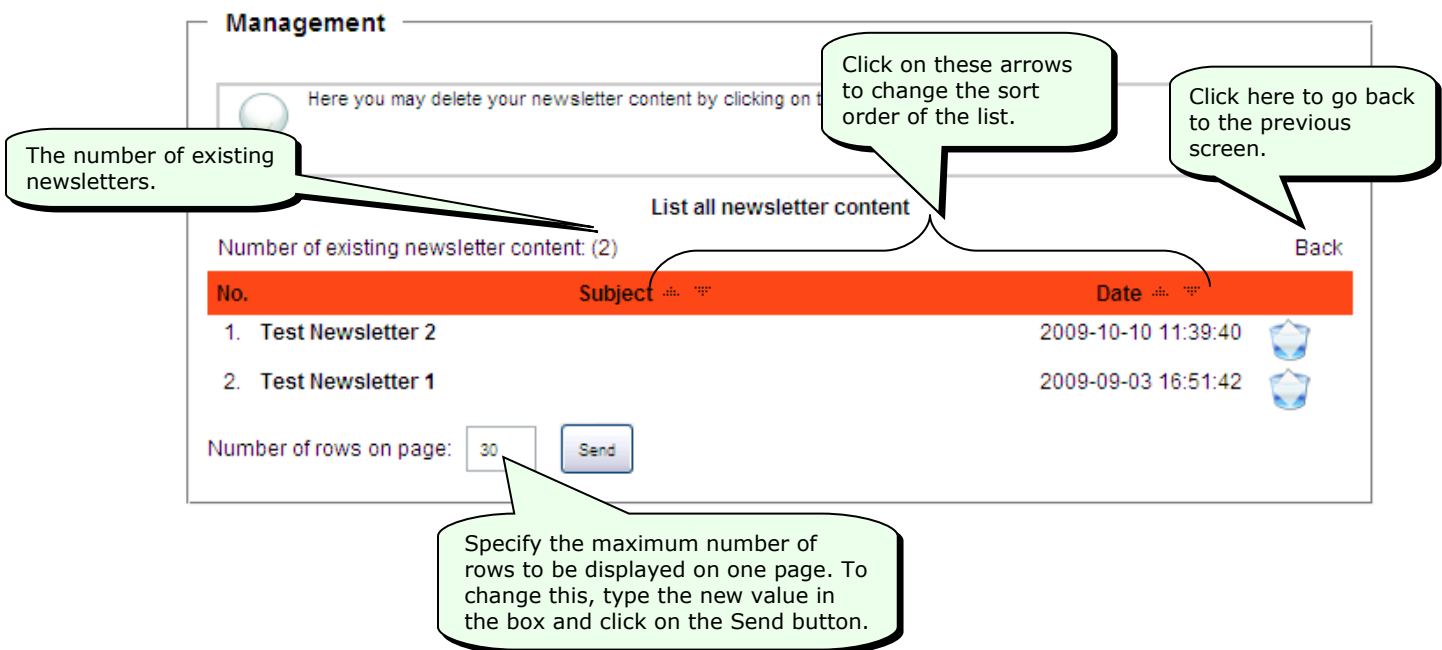 Management
Click on these arrows
to change the sort
order of the list.
Click here to go back
to the previous
screen.
Here you may delete your newsletter content by clicking on
The number of existing
newsletters.
List all newsletter content
Number of existing newsletter content: (2)
Back
No. Subject Date
1. Test Newsletter 2 2009-10-10 11:39:40
2. Test Newsletter 1 2009-09-03 16:51:42
Number of rows on page: 30 Send
Specify the maximum number of
rows to be displayed on one page. To
change this, type the new value in
the box and click on the Send button.